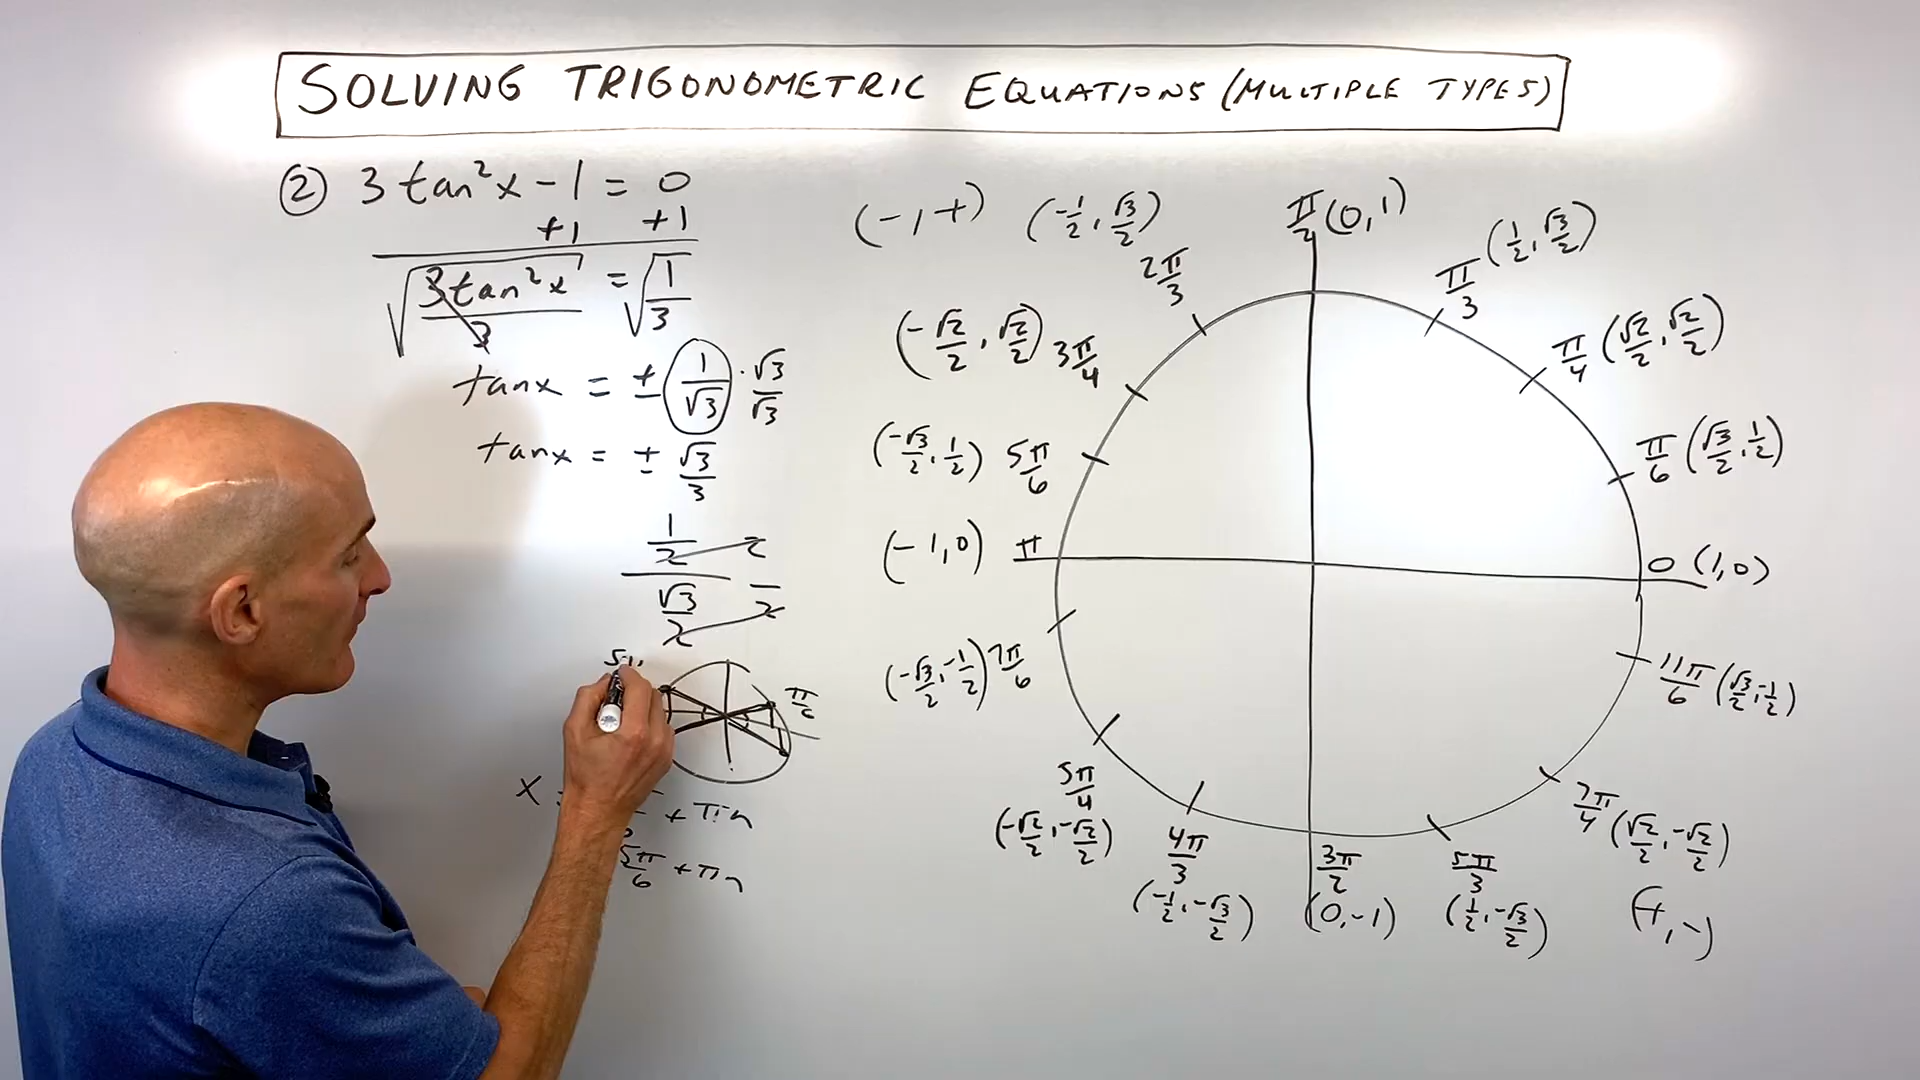 SOLVING TRIGONOMETRIC EQUATIONS (MULTIPLE TYPES)
② 3 tan²x - 1 = 0
+1 +1
√(3tan²x/3) = √(1/3)
tanx = ± 1/√3 · √3/√3
tanx = ± √3/3
1/2 2
√3/2 2
5π
π/6
x = + πn
5π/6 + πn
(-,+)
(-1/2, √3/2) 2π/3
π/2 (0,1)
π/3 (1/2, √3/2)
(-√2/2, √2/2) 3π/4
π/4 (√2/2, √2/2)
(-√3/2, 1/2) 5π/6
π/6 (√3/2, 1/2)
(-1,0) π
0 (1,0)
(-√3/2, -1/2) 7π/6
11π/6 (√3/2, -1/2)
5π/4
(-√2/2, -√2/2)
7π/4 (√2/2, -√2/2)
4π/3
(-1/2, -√3/2)
3π/2
(0,-1)
5π/3
(1/2, -√3/2)
(+,-)